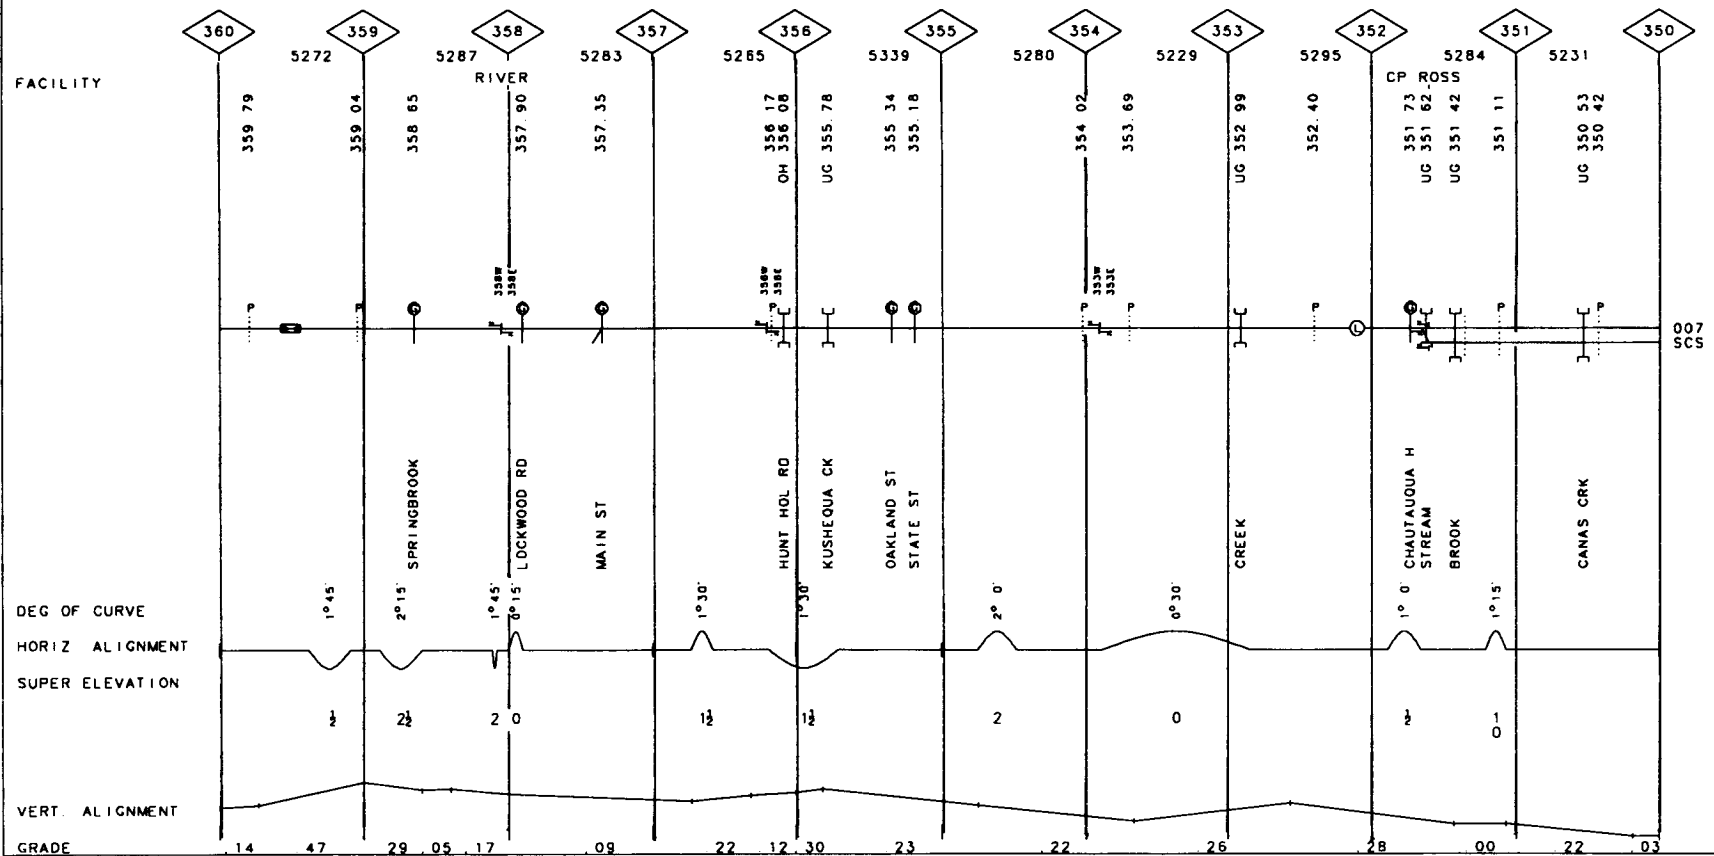 360 359 358 357 356 355 354 353 352 351 350
5272 5287 5283 5265 5339 5280 5229 5295 5284 5231
RIVER CP ROSS
FACILITY
359 79
359 04
358 65
357.90
357.35
356 17
OH 356 08
UG 355.78
355 34
355.18
354 02
353.69
UG 352 99
352.40
351 73
UG 351 62
UG 351 42
351 11
UG 350 53
350 42
358W
358E
356W
356E
353W
353E
P P G G G P G G P P P G P P
L
007
SCS
SPRINGBROOK
LOCKWOOD RD
MAIN ST
HUNT HOL RD
KUSHEQUA CK
OAKLAND ST
STATE ST
CREEK
CHAUTAUQUA H
STREAM
BROOK
CANAS CRK
DEG OF CURVE
1°45' 2°15' 1°45' 0°15' 1°30' 1°30' 2° 0' 0°30' 1° 0' 1°15'
HORIZ ALIGNMENT
SUPER ELEVATION
½ 2½ 2 0 1½ 1½ 2 0 ½ 1
0
VERT. ALIGNMENT
GRADE .14 .47 .29 .05 .17 .09 .22 .12 .30 .23 .22 .26 .28 .00 .22 .03